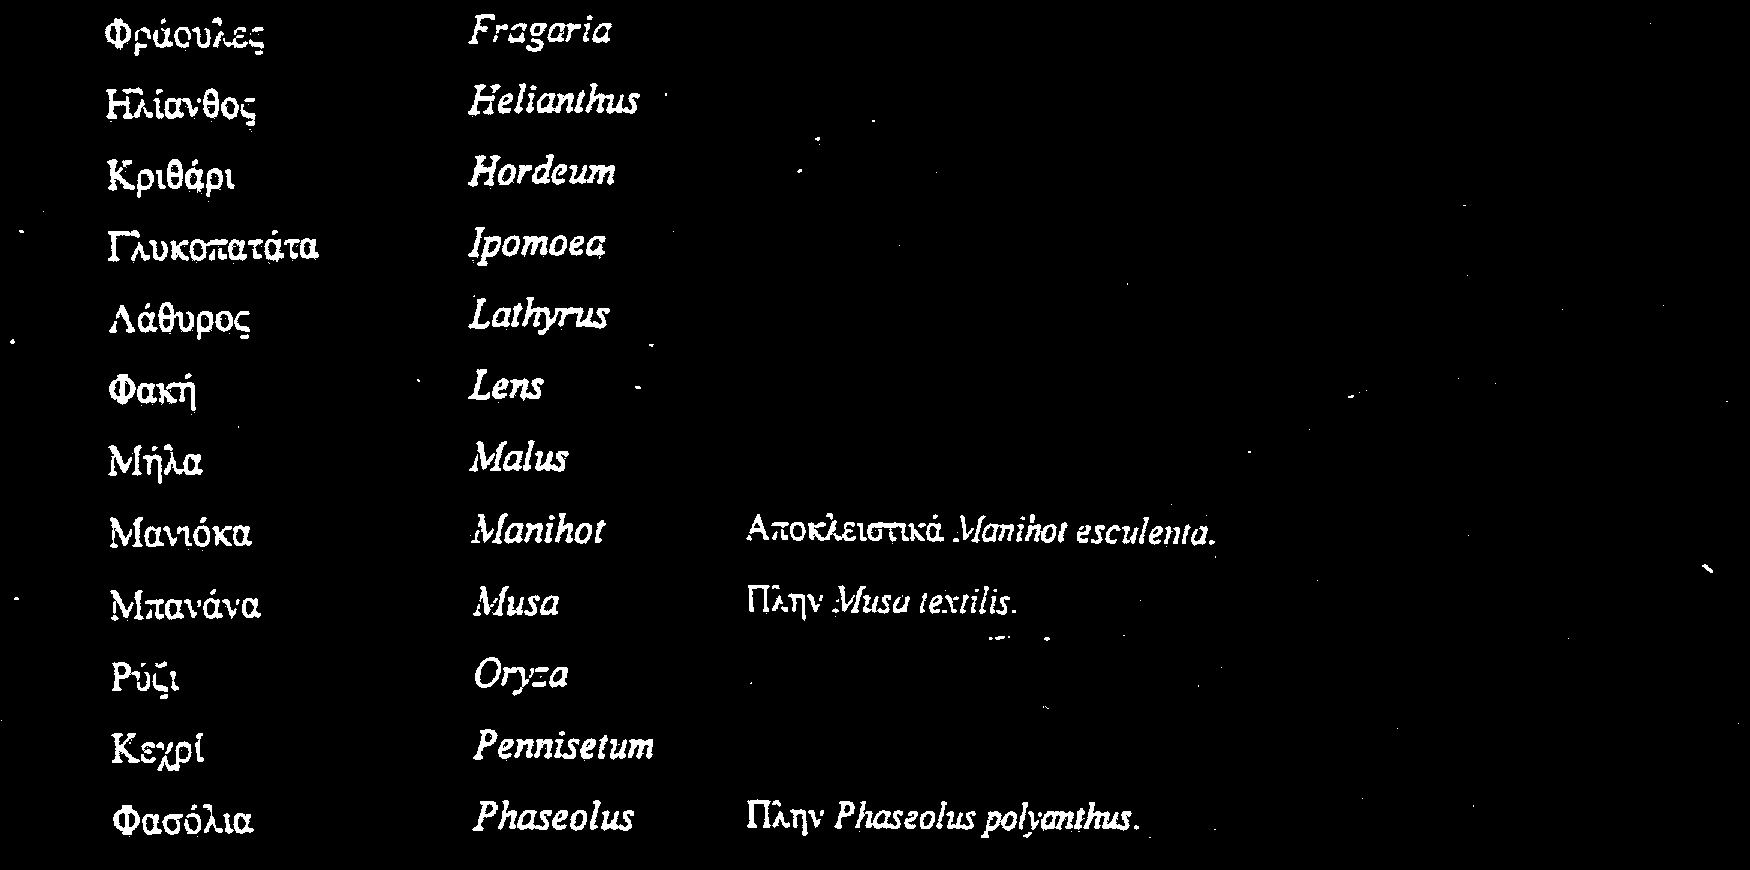 Φράουλες Fragaria
Ηλίανθος Helianthus
Κριθάρι Hordeum
Γλυκοπατάτα Ipomoea
Λάθυρος Lathyrus
Φακή Lens
Μήλα Malus
Μανιόκα Manihot Αποκλειστικά Manihot esculenta.
Μπανάνα Musa Πλην Musa textilis.
Ρύζι Oryza
Κεχρί Pennisetum
Φασόλια Phaseolus Πλην Phaseolus polyanthus.